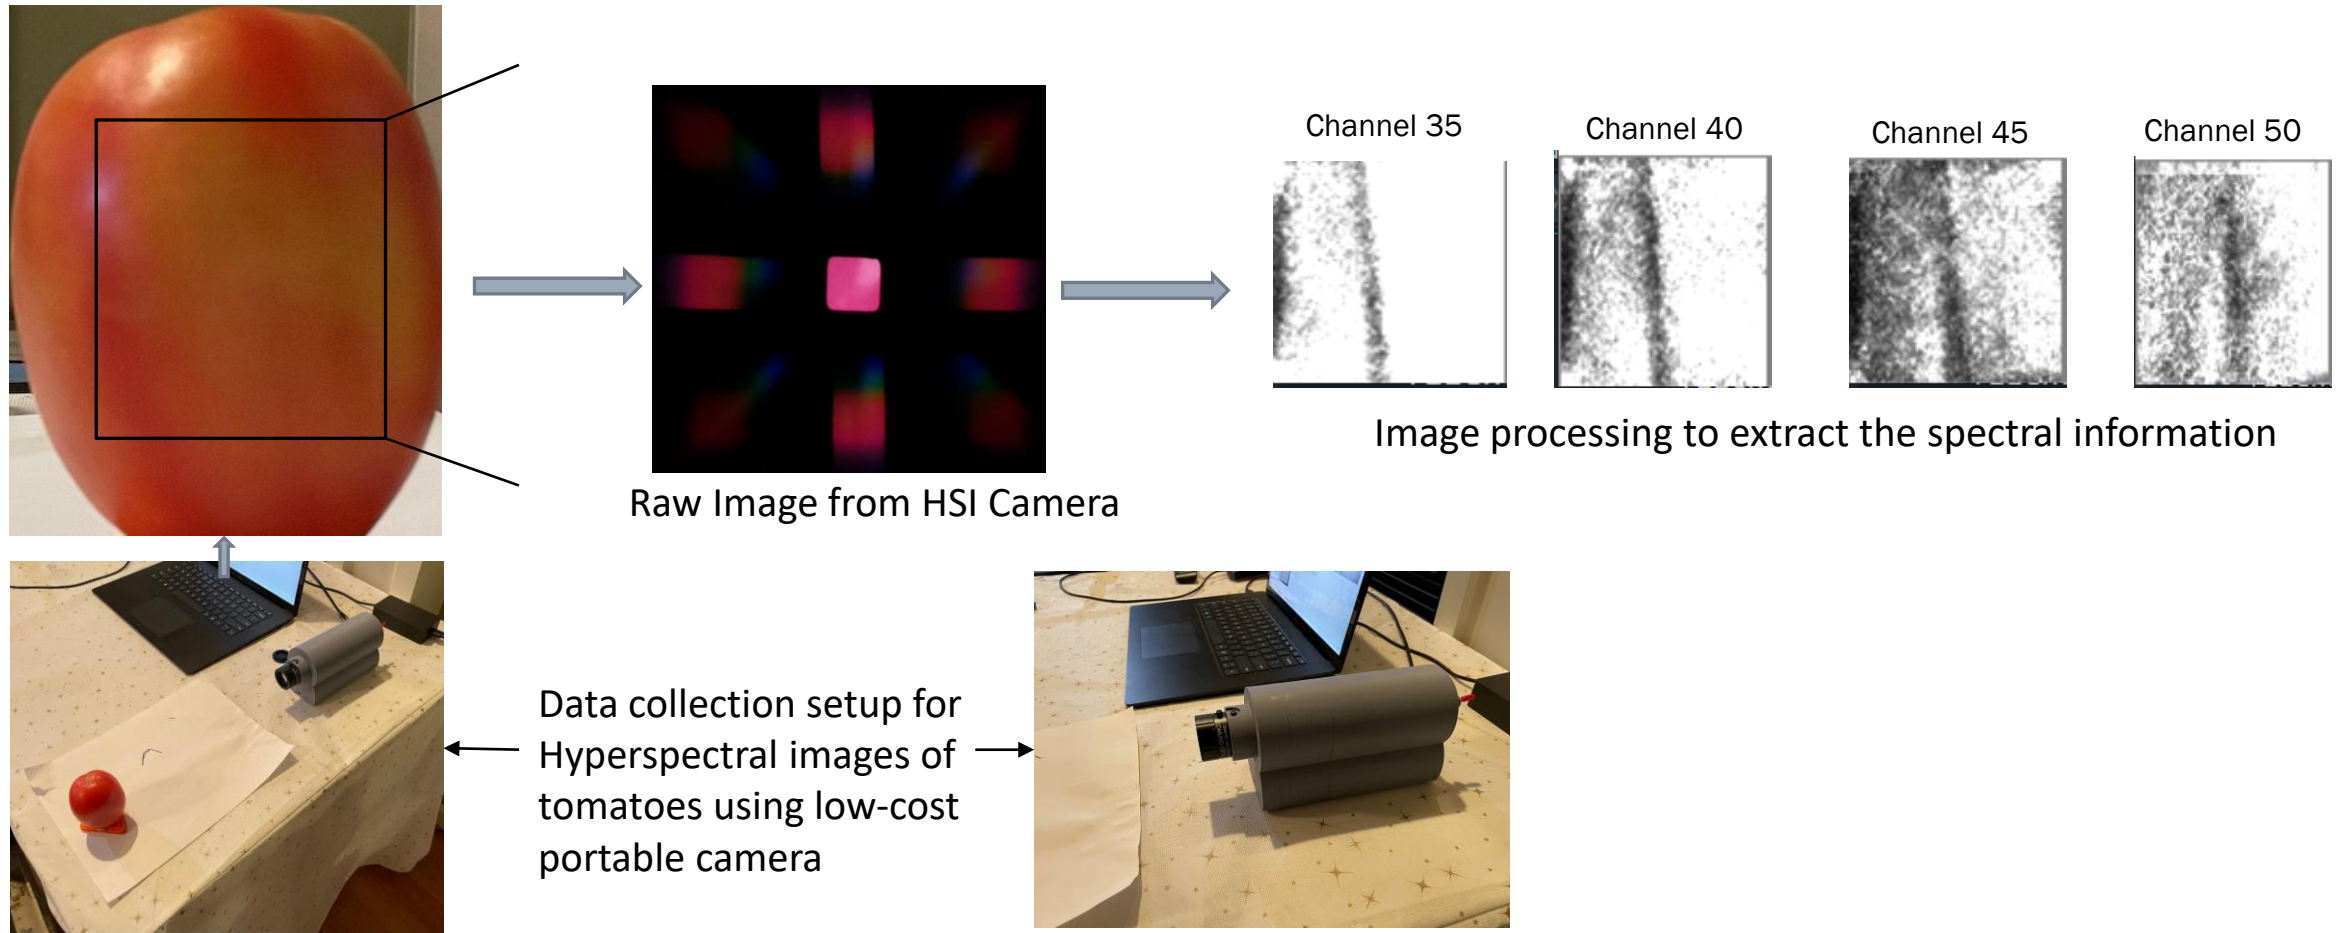 Channel 35
Channel 40
Channel 45
Channel 50
Image processing to extract the spectral information
Raw Image from HSI Camera
Data collection setup for
Hyperspectral images of
tomatoes using low-cost
portable camera